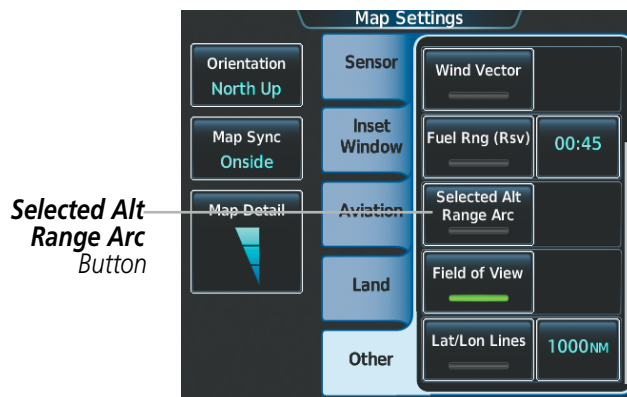 Map Settings
Orientation
North Up
Map Sync
Onside
Map Detail
Sensor
Inset
Window
Aviation
Land
Other
Wind Vector
Fuel Rng (Rsv)
00:45
Selected Alt
Range Arc
Field of View
Lat/Lon Lines
1000NM
Selected Alt
Range Arc
Button